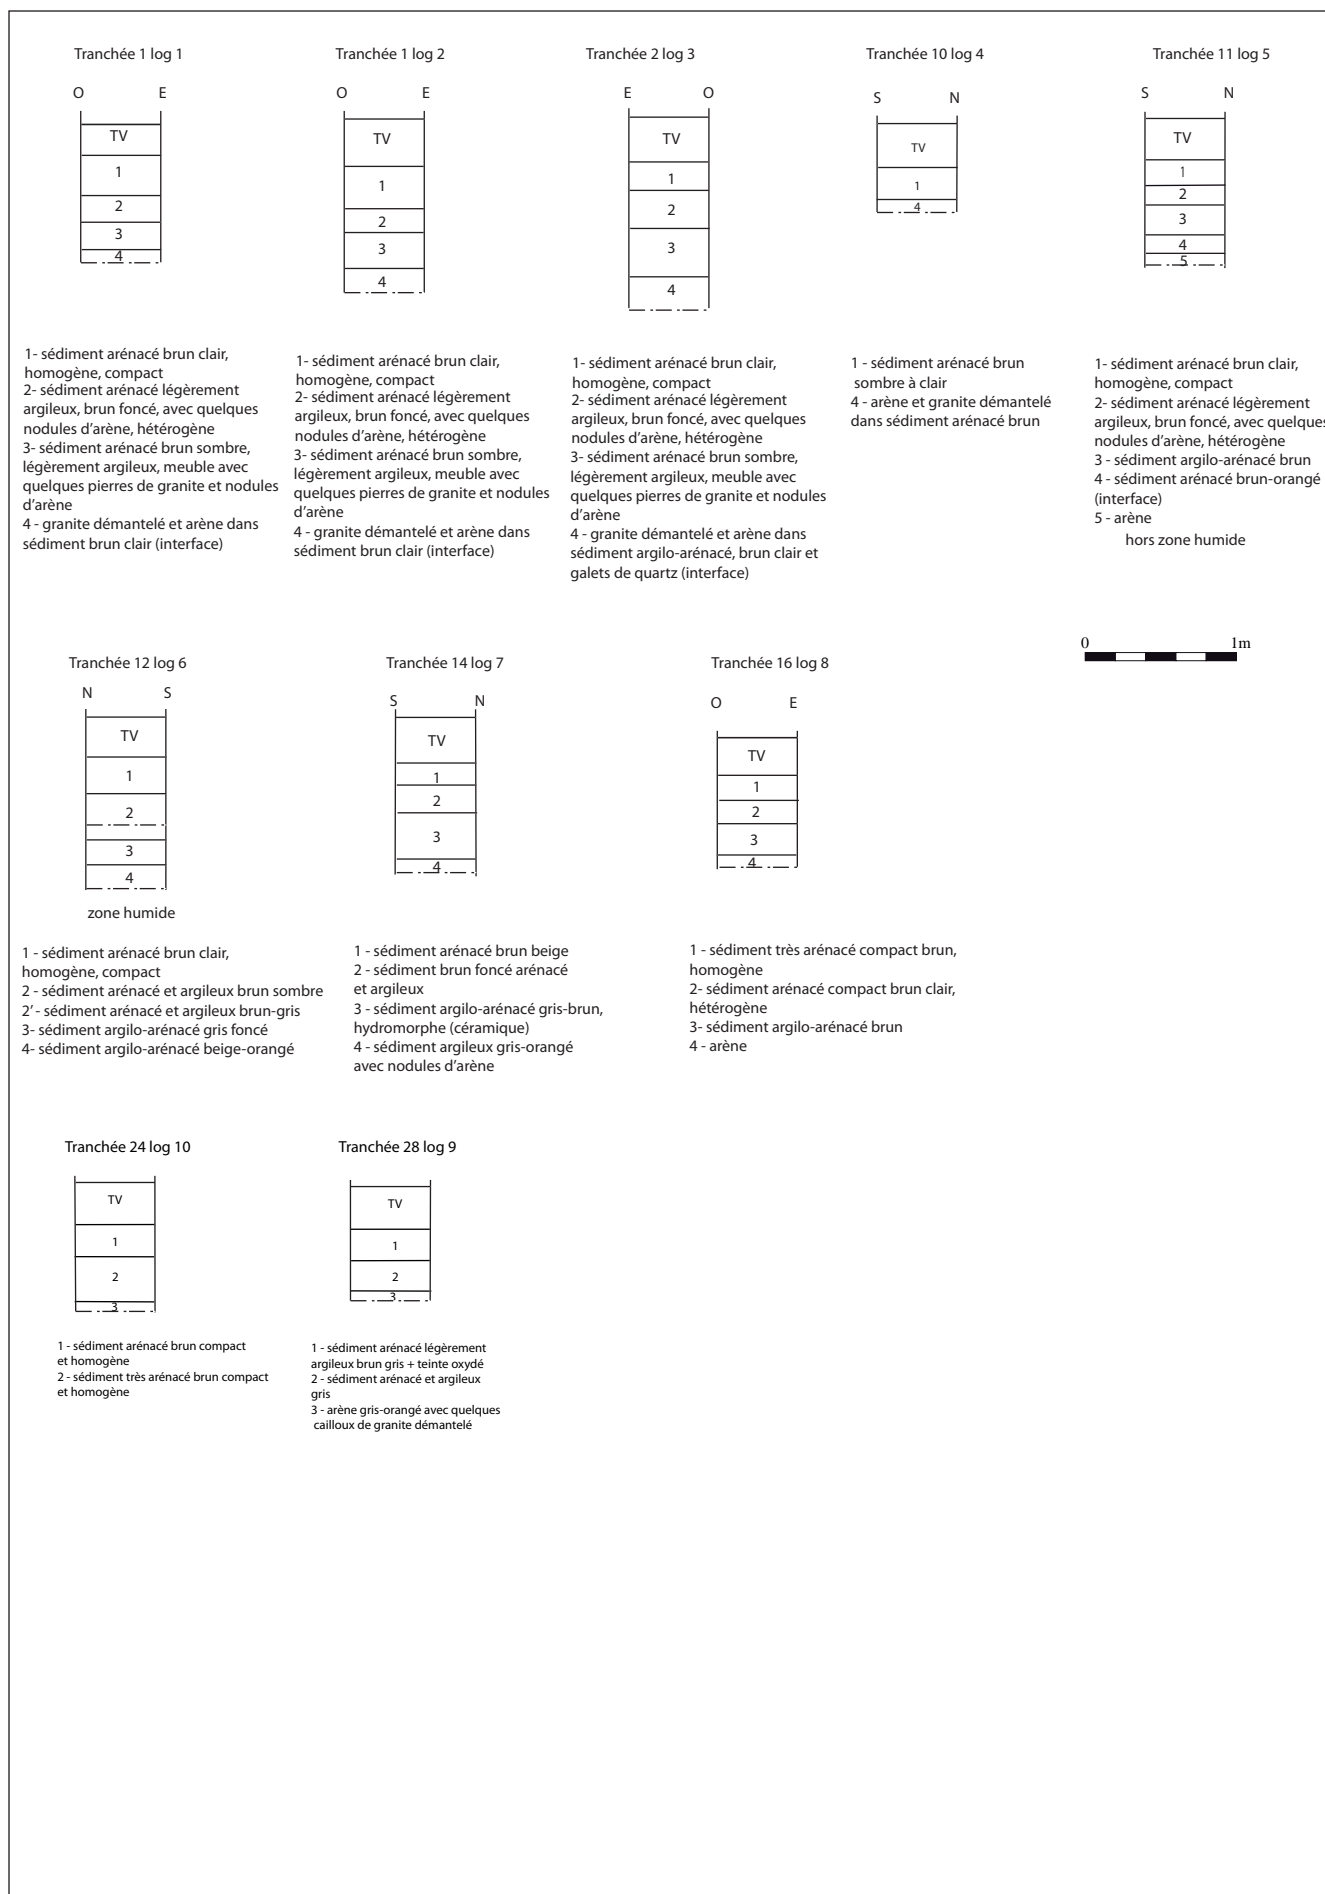 Tranchée 1 log 1
O E
TV
1
2
3
4
1- sédiment arénacé brun clair,
homogène, compact
2- sédiment arénacé légèrement
argileux, brun foncé, avec quelques
nodules d'arène, hétérogène
3- sédiment arénacé brun sombre,
légèrement argileux, meuble avec
quelques pierres de granite et nodules
d'arène
4 - granite démantelé et arène dans
sédiment brun clair (interface)
Tranchée 1 log 2
O E
TV
1
2
3
4
1- sédiment arénacé brun clair,
homogène, compact
2- sédiment arénacé légèrement
argileux, brun foncé, avec quelques
nodules d'arène, hétérogène
3- sédiment arénacé brun sombre,
légèrement argileux, meuble avec
quelques pierres de granite et nodules
d'arène
4 - granite démantelé et arène dans
sédiment brun clair (interface)
Tranchée 2 log 3
E O
TV
1
2
3
4
1- sédiment arénacé brun clair,
homogène, compact
2- sédiment arénacé légèrement
argileux, brun foncé, avec quelques
nodules d'arène, hétérogène
3- sédiment arénacé brun sombre,
légèrement argileux, meuble avec
quelques pierres de granite et nodules
d'arène
4 - granite démantelé et arène dans
sédiment argilo-arénacé, brun clair et
galets de quartz (interface)
Tranchée 10 log 4
S N
TV
1
4
1 - sédiment arénacé brun
sombre à clair
4 - arène et granite démantelé
dans sédiment arénacé brun
Tranchée 11 log 5
S N
TV
1
2
3
4
5
1- sédiment arénacé brun clair,
homogène, compact
2- sédiment arénacé légèrement
argileux, brun foncé, avec quelques
nodules d'arène, hétérogène
3 - sédiment argilo-arénacé brun
4 - sédiment arénacé brun-orangé
(interface)
5 - arène
hors zone humide
0 1m
Tranchée 12 log 6
N S
TV
1
2
3
4
zone humide
1 - sédiment arénacé brun clair,
homogène, compact
2 - sédiment arénacé et argileux brun sombre
2' - sédiment arénacé et argileux brun-gris
3- sédiment argilo-arénacé gris foncé
4- sédiment argilo-arénacé beige-orangé
Tranchée 14 log 7
S N
TV
1
2
3
4
1 - sédiment arénacé brun beige
2 - sédiment brun foncé arénacé
et argileux
3 - sédiment argilo-arénacé gris-brun,
hydromorphe (céramique)
4 - sédiment argileux gris-orangé
avec nodules d'arène
Tranchée 16 log 8
O E
TV
1
2
3
4
1 - sédiment très arénacé compact brun,
homogène
2- sédiment arénacé compact brun clair,
hétérogène
3- sédiment argilo-arénacé brun
4 - arène
Tranchée 24 log 10
TV
1
2
3
1 - sédiment arénacé brun compact
et homogène
2 - sédiment très arénacé brun compact
et homogène
Tranchée 28 log 9
TV
1
2
3
1 - sédiment arénacé légèrement
argileux brun gris + teinte oxydé
2 - sédiment arénacé et argileux
gris
3 - arène gris-orangé avec quelques
cailloux de granite démantelé